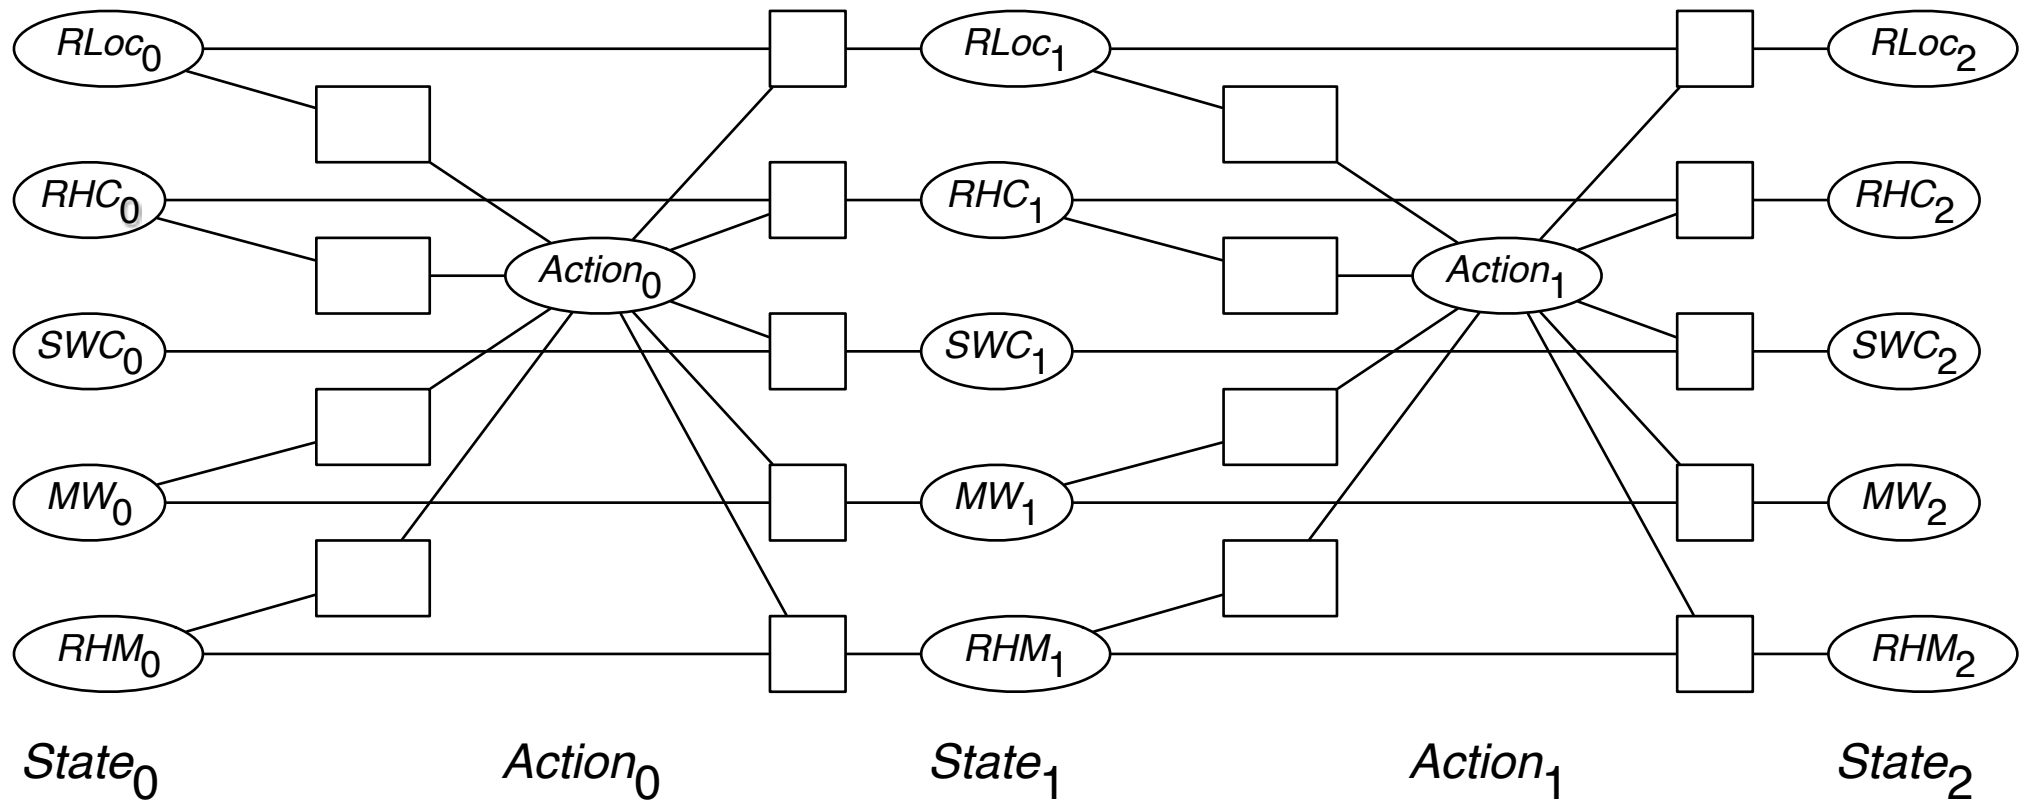 RLoc0 RLoc1 RLoc2
RHC0 RHC1 RHC2
Action0 Action1
SWC0 SWC1 SWC2
MW0 MW1 MW2
RHM0 RHM1 RHM2
State0 Action0 State1 Action1 State2